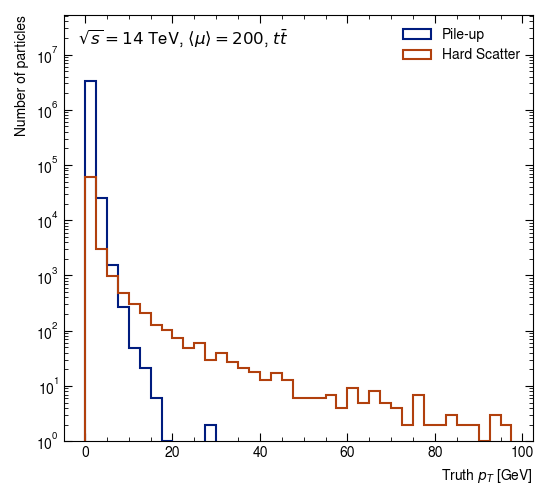 √s = 14 TeV, ⟨μ⟩ = 200, tt̄
Pile-up
Hard Scatter
Number of particles
10⁷
10⁶
10⁵
10⁴
10³
10²
10¹
10⁰
0 20 40 60 80 100
Truth p_T [GeV]